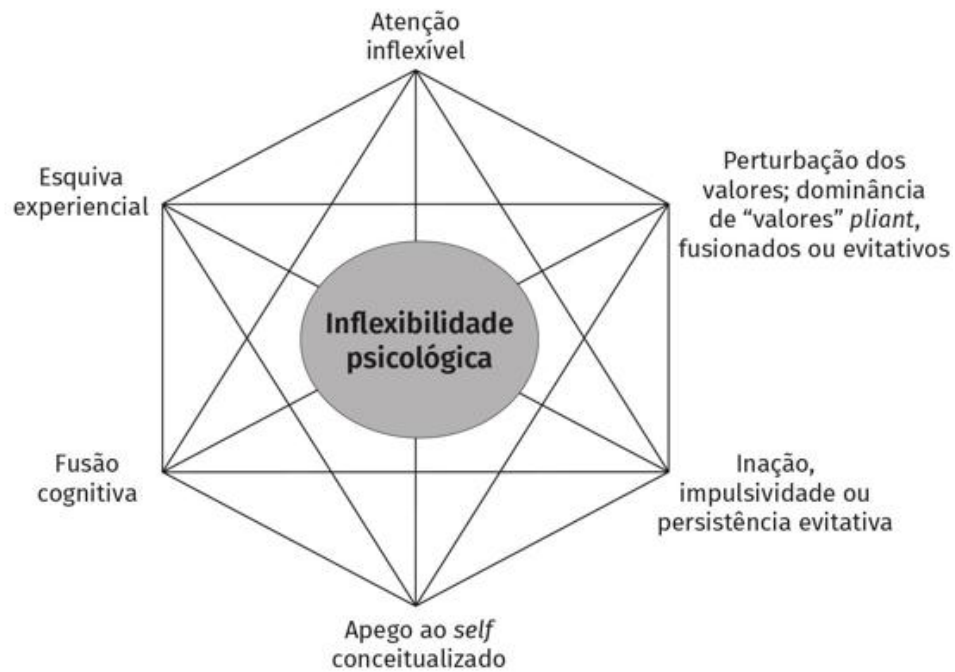 Atenção
inflexível
Esquiva
experiencial
Perturbação dos
valores; dominância
de “valores” pliant,
fusionados ou evitativos
Inflexibilidade
psicológica
Fusão
cognitiva
Inação,
impulsividade ou
persistência evitativa
Apego ao self
conceitualizado